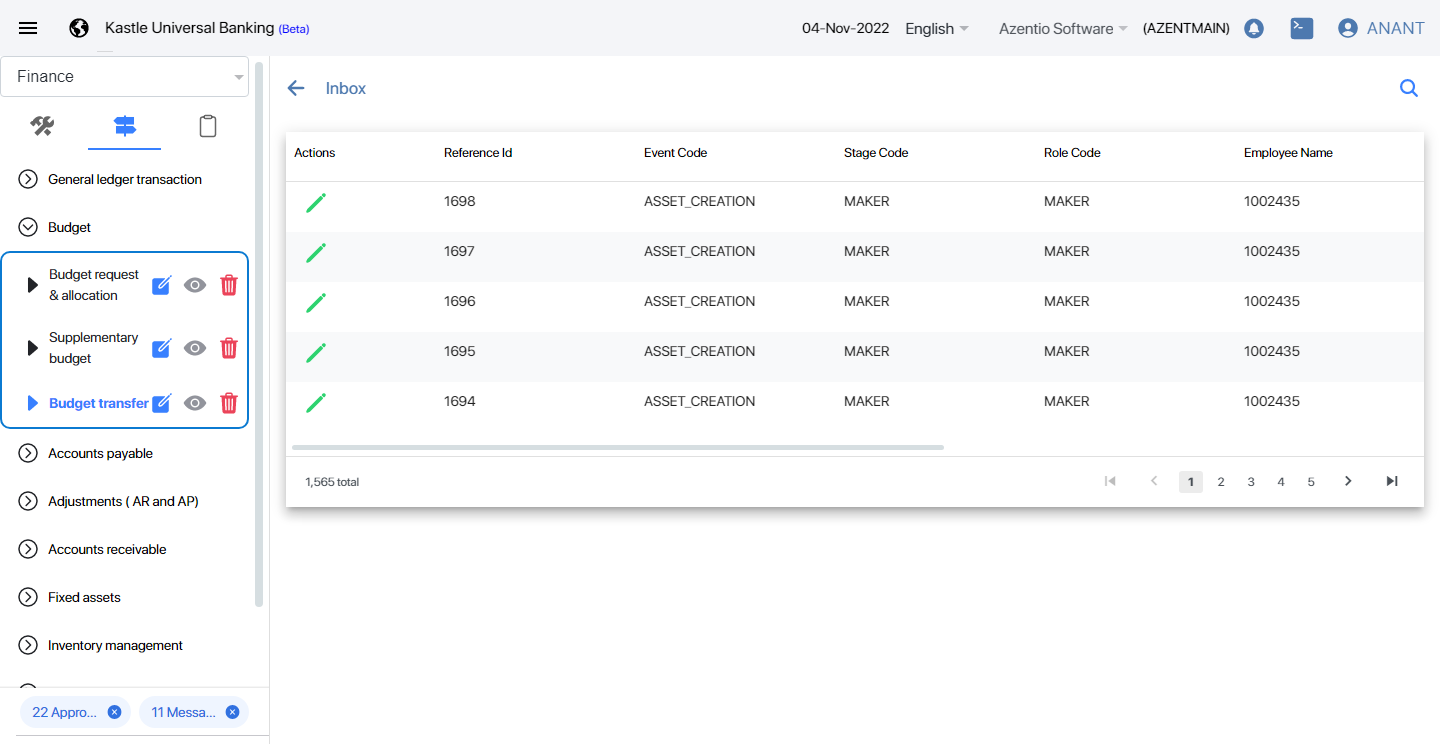 Kastle Universal Banking (Beta)
04-Nov-2022
English
Azentio Software
(AZENTMAIN)
ANANT
Finance
General ledger transaction
Budget
Budget request
& allocation
Supplementary
budget
Budget transfer
Accounts payable
Adjustments ( AR and AP)
Accounts receivable
Fixed assets
Inventory management
22 Appro...
11 Messa...
Inbox
Actions Reference Id Event Code Stage Code Role Code Employee Name
1698 ASSET_CREATION MAKER MAKER 1002435
1697 ASSET_CREATION MAKER MAKER 1002435
1696 ASSET_CREATION MAKER MAKER 1002435
1695 ASSET_CREATION MAKER MAKER 1002435
1694 ASSET_CREATION MAKER MAKER 1002435
1,565 total
1 2 3 4 5